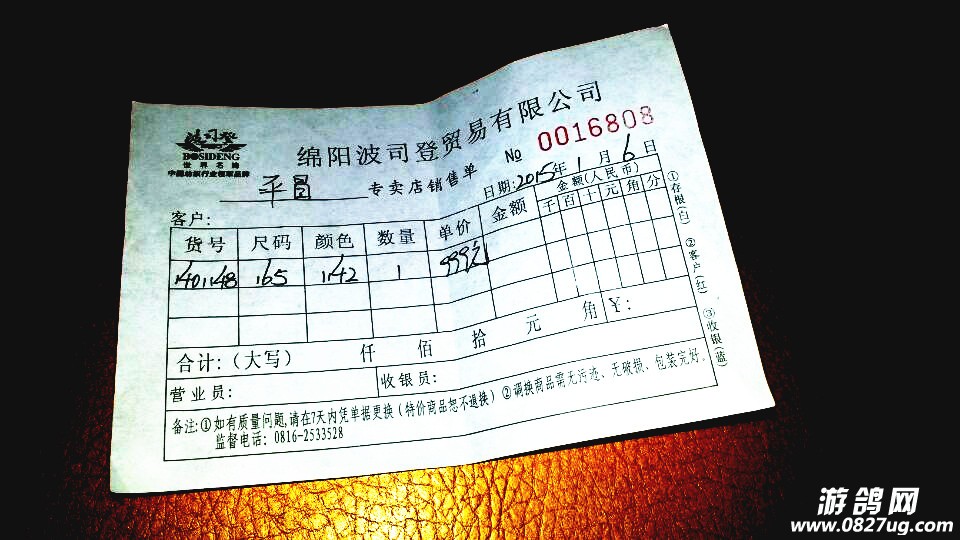 波司登
BOSIDENG
世界名牌
中国纺织行业领军品牌
绵阳波司登贸易有限公司
平昌 专卖店销售单
№ 0016808
日期:2015年1月6日
客户:
货号 尺码 颜色 数量 单价 金额 金额(人民币)
千 百 十 元 角 分
1401148 165 1142 1 999元
合计:(大写) 仟 佰 拾 元 角 ¥:
营业员: 收银员:
备注:①如有质量问题,请在7天内凭单据更换(特价商品恕不退换)②调换商品需无污迹、无破损、包装完好。
监督电话: 0816-2533528
①存根(白) ②客户(红) ③收银(蓝)
游鸽网
www.0827ug.com